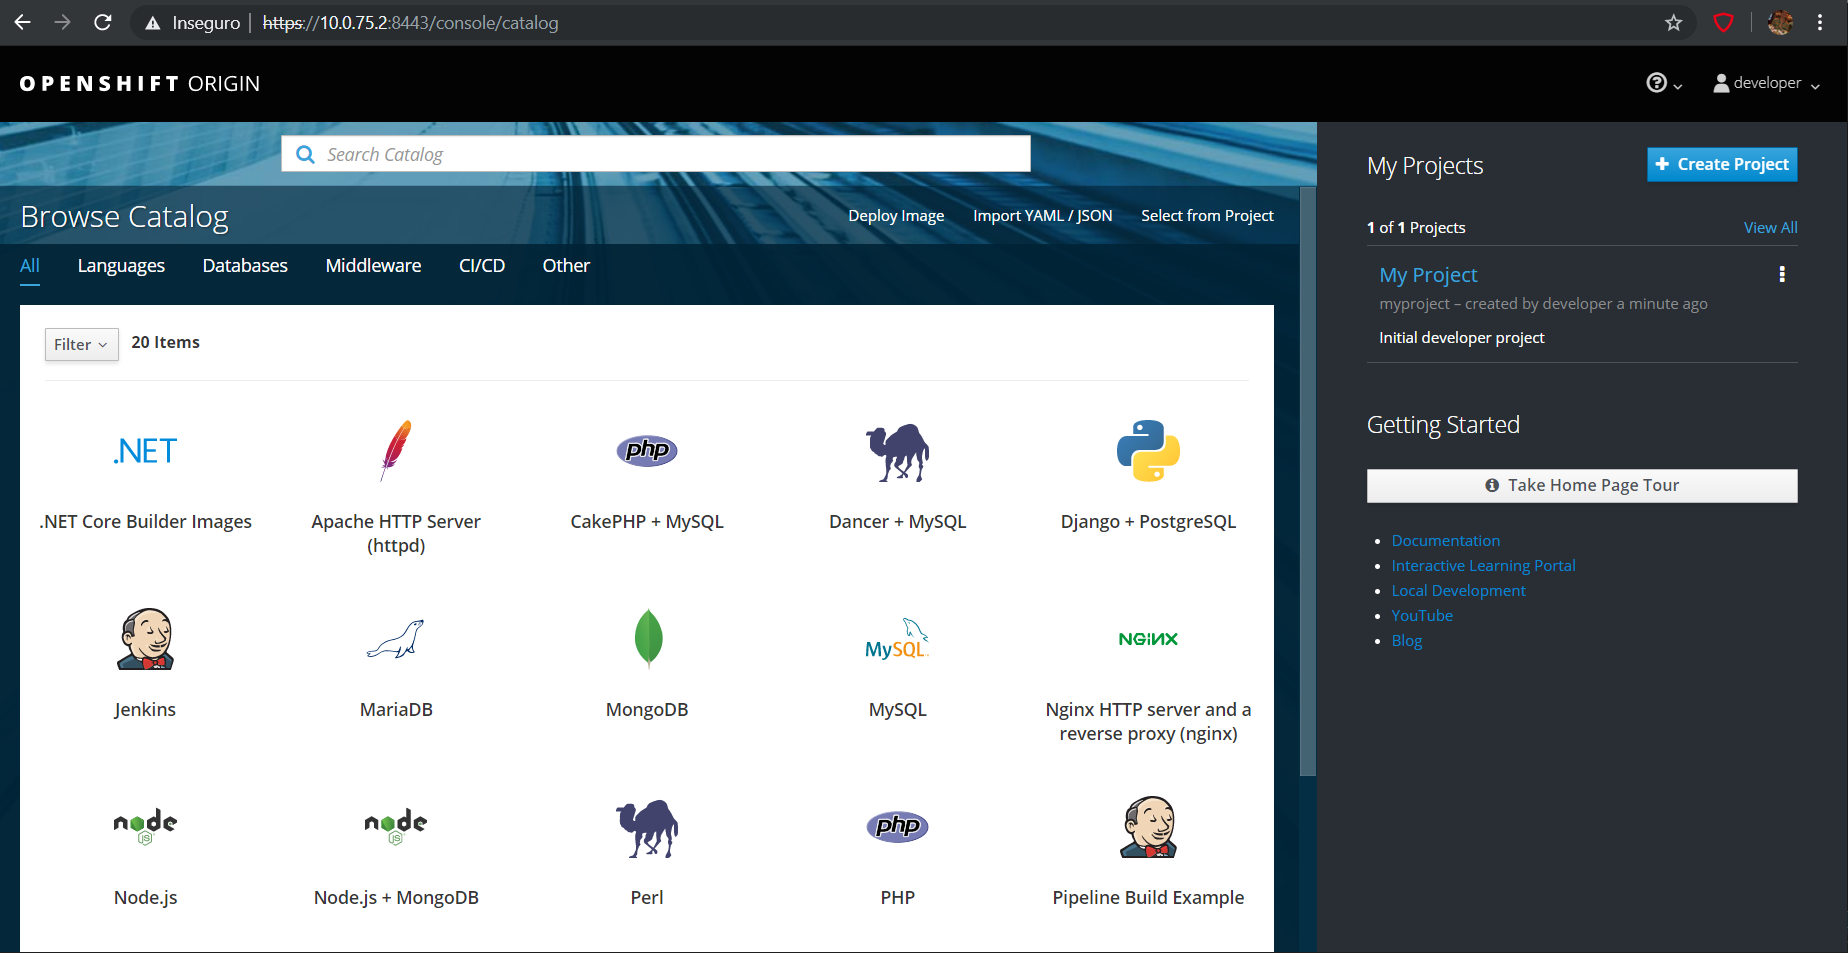 Inseguro | https://10.0.75.2:8443/console/catalog
OPENSHIFT ORIGIN
developer
Search Catalog
Browse Catalog
Deploy Image
Import YAML / JSON
Select from Project
All
Languages
Databases
Middleware
CI/CD
Other
Filter
20 Items
.NET
php
.NET Core Builder Images
Apache HTTP Server
(httpd)
CakePHP + MySQL
Dancer + MySQL
Django + PostgreSQL
MySQL
NGiNX
Jenkins
MariaDB
MongoDB
MySQL
Nginx HTTP server and a
reverse proxy (nginx)
node
JS
node
JS
php
Node.js
Node.js + MongoDB
Perl
PHP
Pipeline Build Example
My Projects
+ Create Project
1 of 1 Projects
View All
My Project
myproject – created by developer a minute ago
Initial developer project
Getting Started
Take Home Page Tour
Documentation
Interactive Learning Portal
Local Development
YouTube
Blog